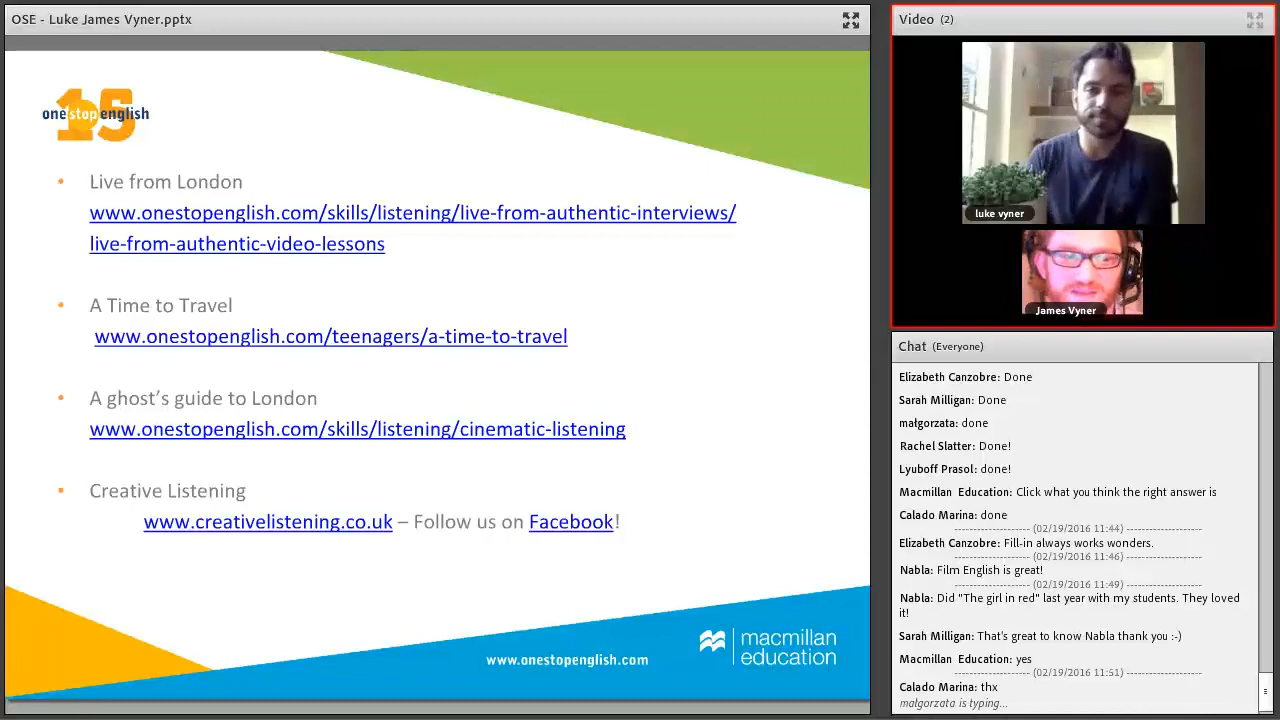 OSE - Luke James Vyner.pptx
15
one stop english
• Live from London
www.onestopenglish.com/skills/listening/live-from-authentic-interviews/
live-from-authentic-video-lessons
• A Time to Travel
www.onestopenglish.com/teenagers/a-time-to-travel
• A ghost's guide to London
www.onestopenglish.com/skills/listening/cinematic-listening
• Creative Listening
www.creativelistening.co.uk – Follow us on Facebook!
www.onestopenglish.com
macmillan
education
Video (2)
luke vyner
James Vyner
Chat (Everyone)
Elizabeth Canzobre: Done
Sarah Milligan: Done
małgorzata: done
Rachel Slatter: Done!
Lyuboff Prasol: done!
Macmillan Education: Click what you think the right answer is
Calado Marina: done
------------------ (02/19/2016 11:44) ------------------
Elizabeth Canzobre: Fill-in always works wonders.
------------------ (02/19/2016 11:46) ------------------
Nabla: Film English is great!
------------------ (02/19/2016 11:49) ------------------
Nabla: Did "The girl in red" last year with my students. They loved
it!
Sarah Milligan: That's great to know Nabla thank you :-)
Macmillan Education: yes
------------------ (02/19/2016 11:51) ------------------
Calado Marina: thx
małgorzata is typing...